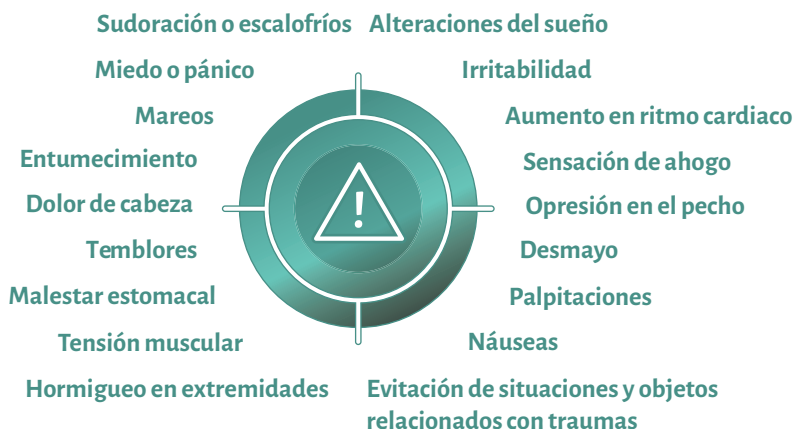 Sudoración o escalofríos
Miedo o pánico
Mareos
Entumecimiento
Dolor de cabeza
Temblores
Malestar estomacal
Tensión muscular
Hormigueo en extremidades
Alteraciones del sueño
Irritabilidad
Aumento en ritmo cardiaco
Sensación de ahogo
Opresión en el pecho
Desmayo
Palpitaciones
Náuseas
Evitación de situaciones y objetos
relacionados con traumas